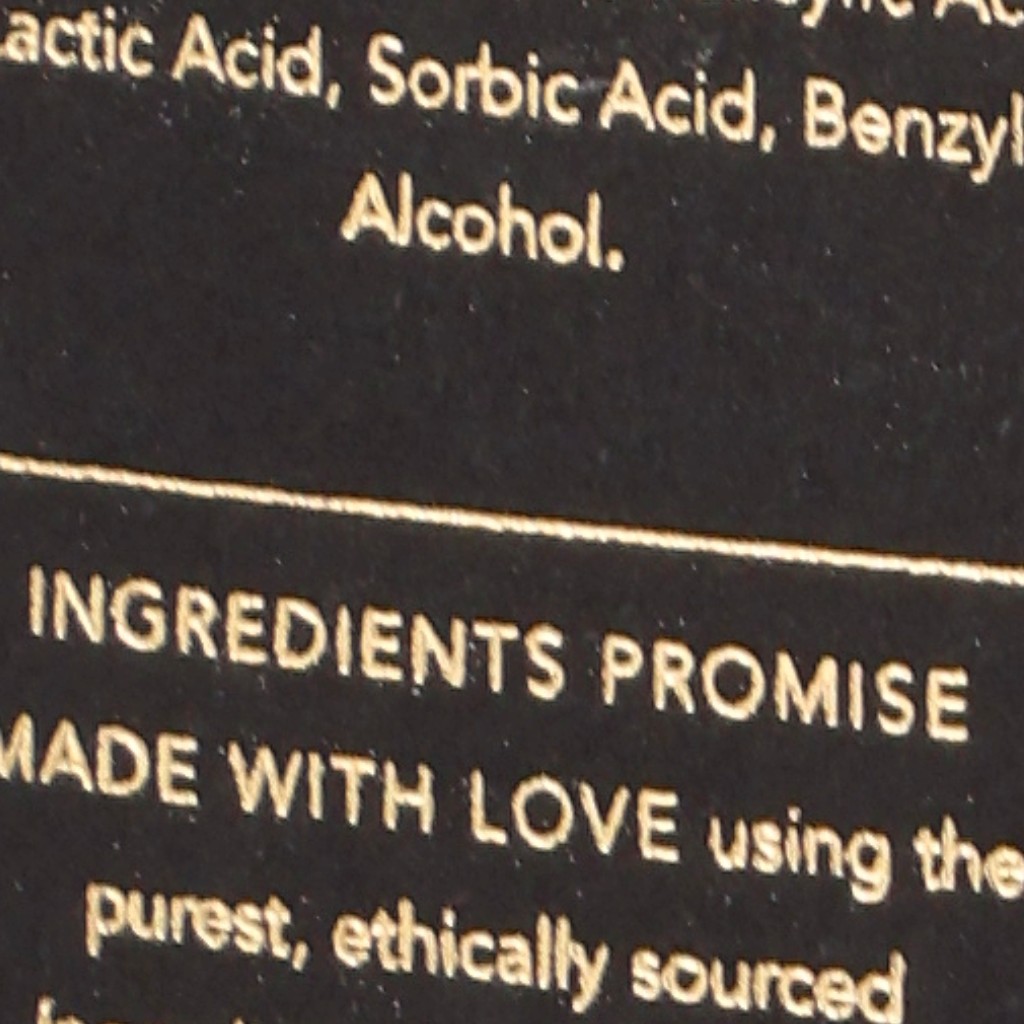 Lactic Acid, Sorbic Acid, Benzyl
Alcohol.
INGREDIENTS PROMISE
MADE WITH LOVE using the
purest, ethically sourced